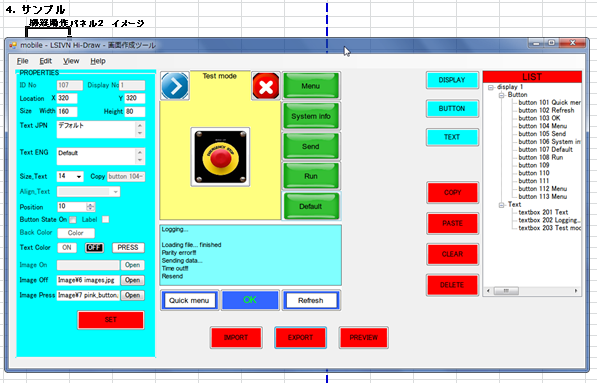 4. サンプル
操作パネル2 イメージ
mobile - LSIVN Hi-Draw - 画面作成ツール
File Edit View Help
PROPERTIES
ID No 107 Display No 1
Location X 320 Y 320
Size Width 160 Height 80
Text JPN デフォルト
Text ENG Default
Size,Text 14 Copy button 104
Align,Text
Position 10
Button State On Label
Back Color Color
Text Color ON OFF PRESS
Image On Open
Image Off Image¥6 images.jpg Open
Image Press Image¥7 pink_button. Open
SET
Test mode
EMERGENCY STOP
Menu
System info
Send
Run
Default
Logging...
Loading file... finished
Parity error!!
Sending data...
Time out!!
Resend
Quick menu OK Refresh
IMPORT EXPORT PREVIEW
DISPLAY
BUTTON
TEXT
COPY
PASTE
CLEAR
DELETE
LIST
display 1
Button
button 101 Quick mer
button 102 Refresh
button 103 OK
button 104 Menu
button 105 Send
button 106 System inf
button 107 Default
button 108 Run
button 109
button 110
button 111
button 112 Menu
button 113 Menu
Text
textbox 201 Text
textbox 202 Logging..
textbox 203 Test mod